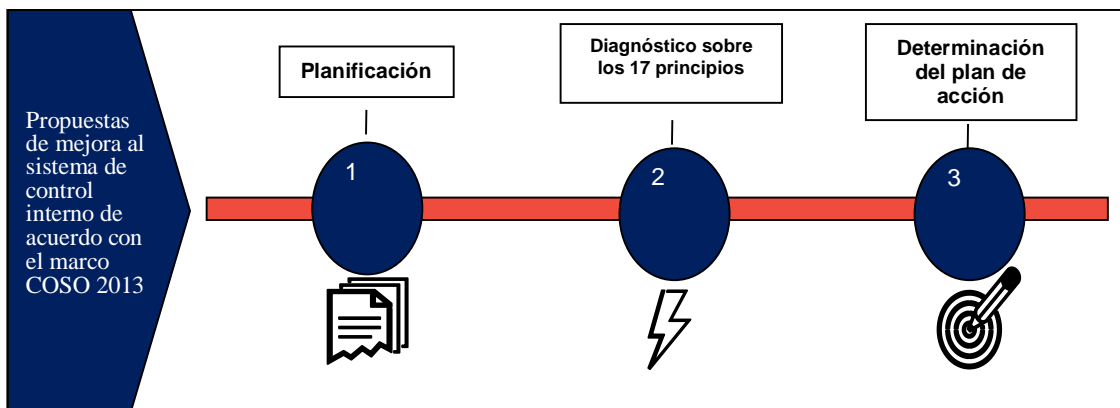 Propuestas
de mejora al
sistema de
control
interno de
acuerdo con
el marco
COSO 2013
Planificación
1
Diagnóstico sobre
los 17 principios
2
Determinación
del plan de
acción
3